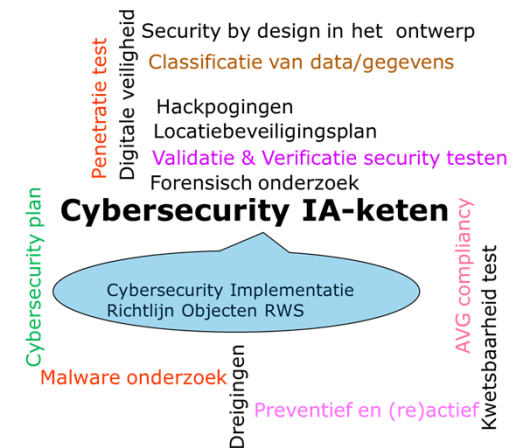 Security by design in het ontwerp
Penetratie test
Digitale veiligheid
Classificatie van data/gegevens
Hackpogingen
Locatiebeveiligingsplan
Validatie & Verificatie security testen
Forensisch onderzoek
Cybersecurity IA-keten
Cybersecurity plan
AVG compliancy
Kwetsbaarheid test
Cybersecurity Implementatie
Richtlijn Objecten RWS
Malware onderzoek
Dreigingen
Preventief en (re)actief